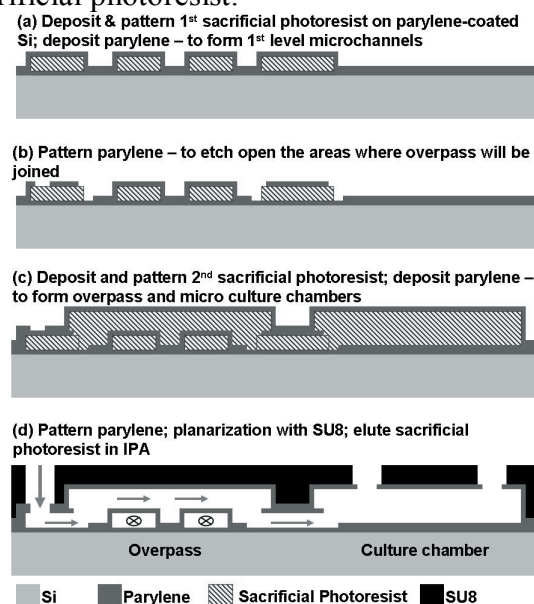 (a) Deposit & pattern 1st sacrificial photoresist on parylene-coated
Si; deposit parylene – to form 1st level microchannels
(b) Pattern parylene – to etch open the areas where overpass will be
joined
(c) Deposit and pattern 2nd sacrificial photoresist; deposit parylene –
to form overpass and micro culture chambers
(d) Pattern parylene; planarization with SU8; elute sacrificial
photoresist in IPA
Overpass Culture chamber
Si Parylene Sacrificial Photoresist SU8